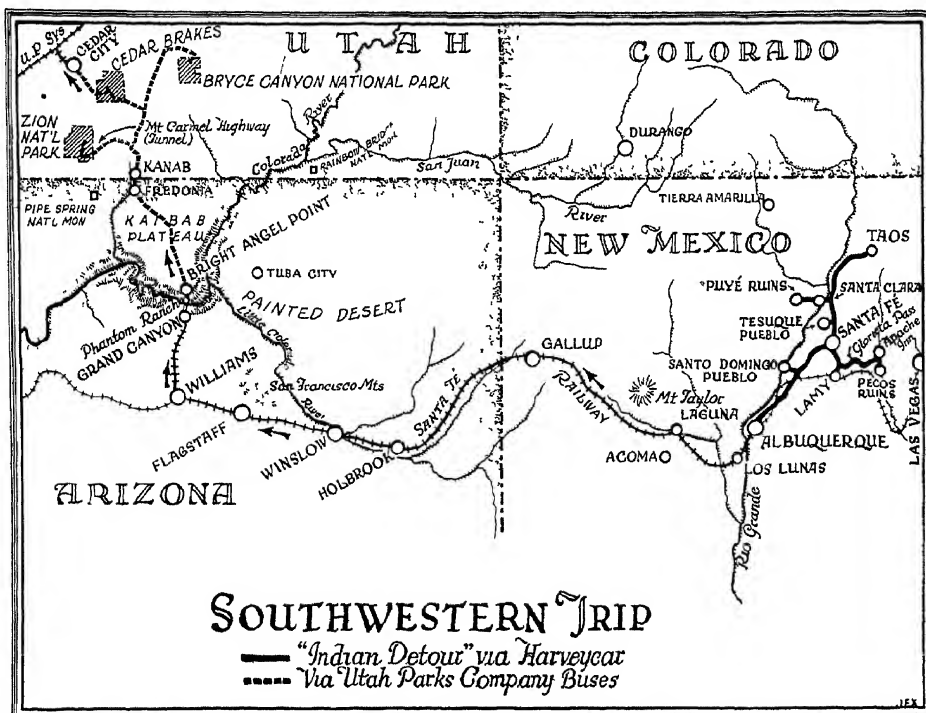 U.P. Sys
CEDAR CITY
CEDAR BRAKES
UTAH
COLORADO
BRYCE CANYON NATIONAL PARK
ZION NAT'L PARK
Mt Carmel Highway
(Tunnel)
Colorado River
RAINBOW BRIDGE NAT'L MON
San Juan
River
DURANGO
KANAB
FREDONIA
PIPE SPRING
NAT'L MON
KAIBAB
PLATEAU
BRIGHT ANGEL POINT
TIERRA AMARILLA
NEW MEXICO
TAOS
TUBA CITY
PAINTED DESERT
Little Colorado
River
PUYÉ RUINS
SANTA CLARA
Phantom Ranch
GRAND CANYON
TESUQUE
PUEBLO
SANTA FÉ
Glorieta Pass
Apache
Inn
WILLIAMS
San Francisco Mts
GALLUP
SANTO DOMINGO
PUEBLO
LAMY
PECOS
RUINS
LAS VEGAS
SANTA FÉ
RAILWAY
Mt Taylor
LAGUNA
FLAGSTAFF
WINSLOW
HOLBROOK
ACOMA
ALBUQUERQUE
LOS LUNAS
ARIZONA
Rio Grande
SOUTHWESTERN TRIP
"Indian Detour" via Harveycar
Via Utah Parks Company Buses